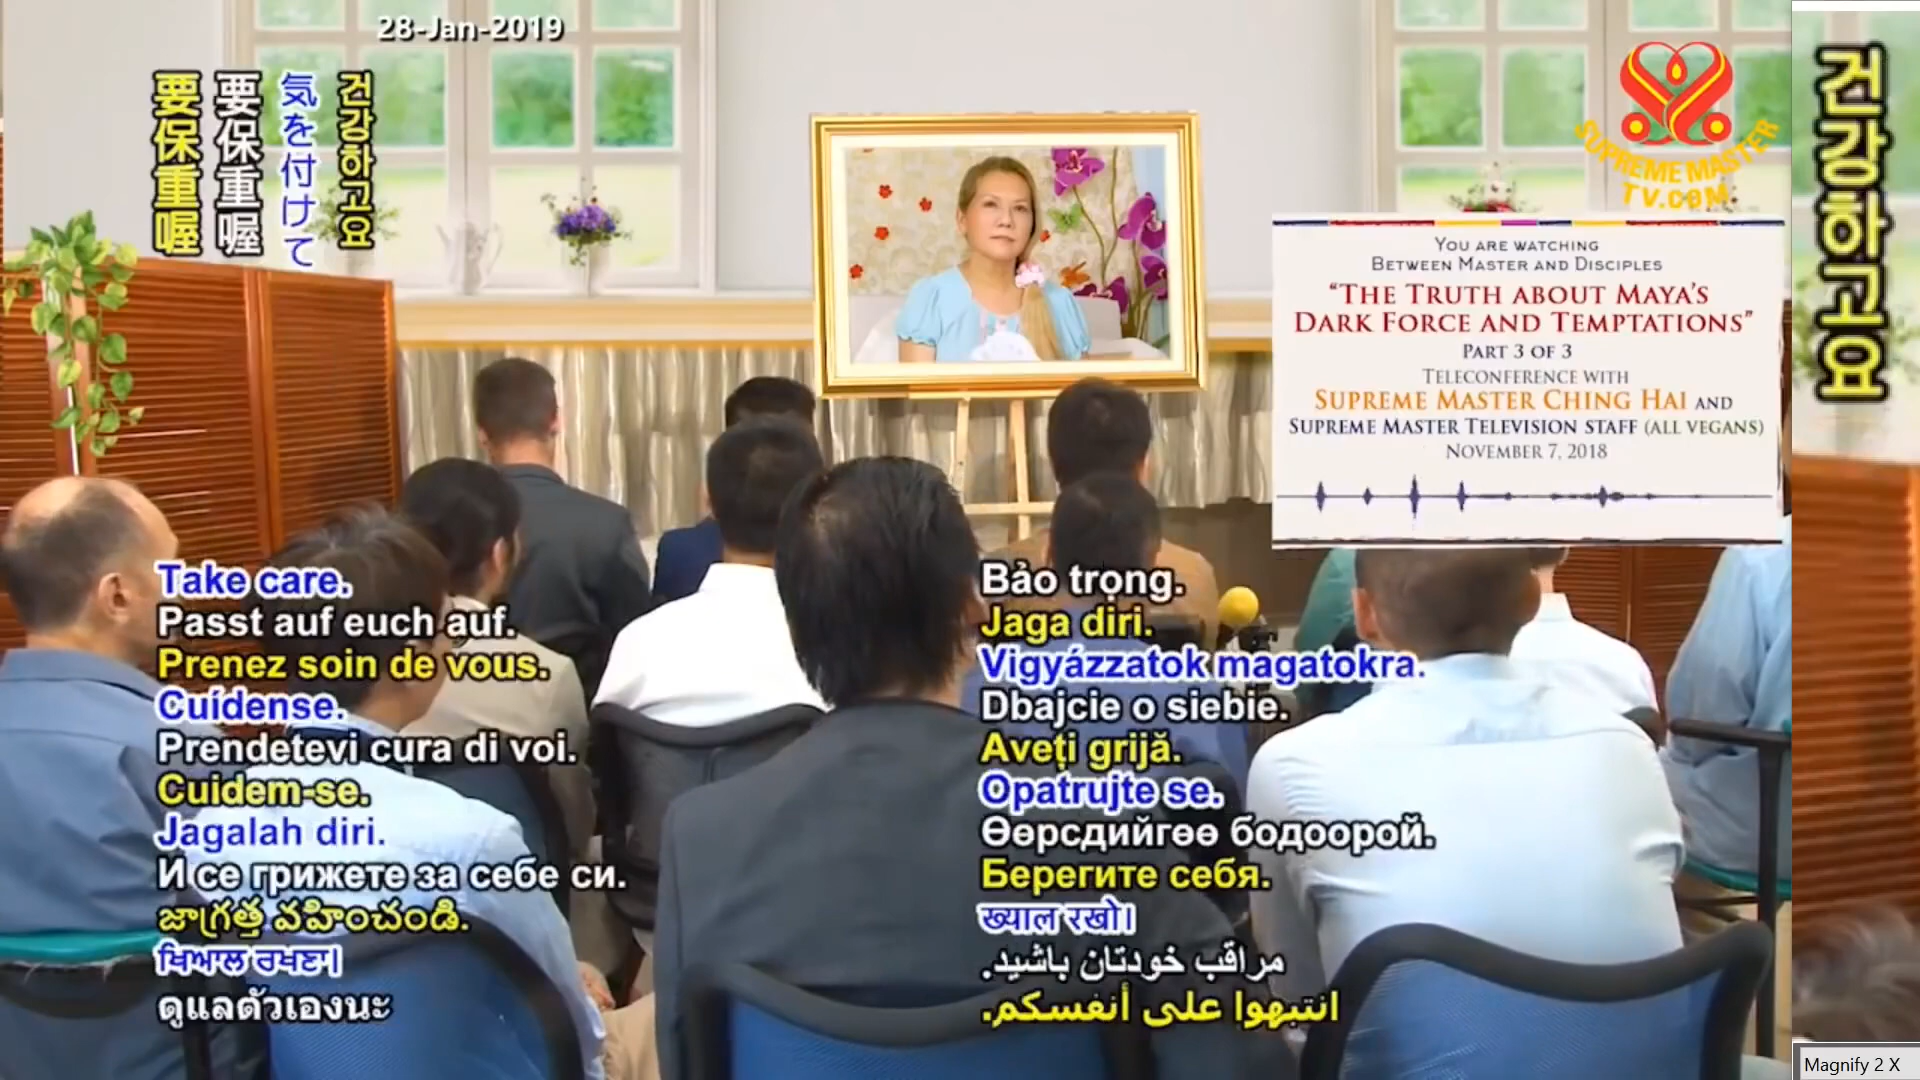 28-Jan-2019
건강하고요
気を付けて
要保重喔
要保重喔
SUPREME MASTER
TV.COM
YOU ARE WATCHING
BETWEEN MASTER AND DISCIPLES
“THE TRUTH ABOUT MAYA’S
DARK FORCE AND TEMPTATIONS”
PART 3 OF 3
TELECONFERENCE WITH
SUPREME MASTER CHING HAI AND
SUPREME MASTER TELEVISION STAFF (ALL VEGANS)
NOVEMBER 7, 2018
Take care.
Passt auf euch auf.
Prenez soin de vous.
Cuídense.
Prendetevi cura di voi.
Cuidem-se.
Jagalah diri.
И се грижете за себе си.
జాగ్రత్త వహించండి.
ਖਿਆਲ ਰਖਣਾ।
ดูแลตัวเองนะ
Bảo trọng.
Jaga diri.
Vigyázzatok magatokra.
Dbajcie o siebie.
Aveți grijă.
Opatrujte se.
Өөрсдийгөө бодоорой.
Берегите себя.
ख्याल रखो।
مراقب خودتان باشید.
انتبهوا على أنفسكم.
건강하고요
Magnify 2 X